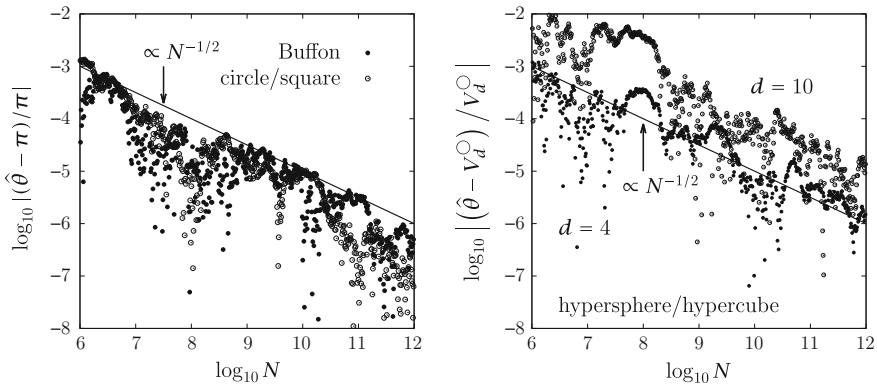 −2
−3
−4
−5
−6
−7
−8
log₁₀ |(θ̂ − π)/π|
∝ N^{−1/2}
Buffon
circle/square
6 7 8 9 10 11 12
log₁₀ N
−2
−3
−4
−5
−6
−7
−8
log₁₀ |(θ̂ − V_d^○) / V_d^○|
d = 10
∝ N^{−1/2}
d = 4
hypersphere/hypercube
6 7 8 9 10 11 12
log₁₀ N